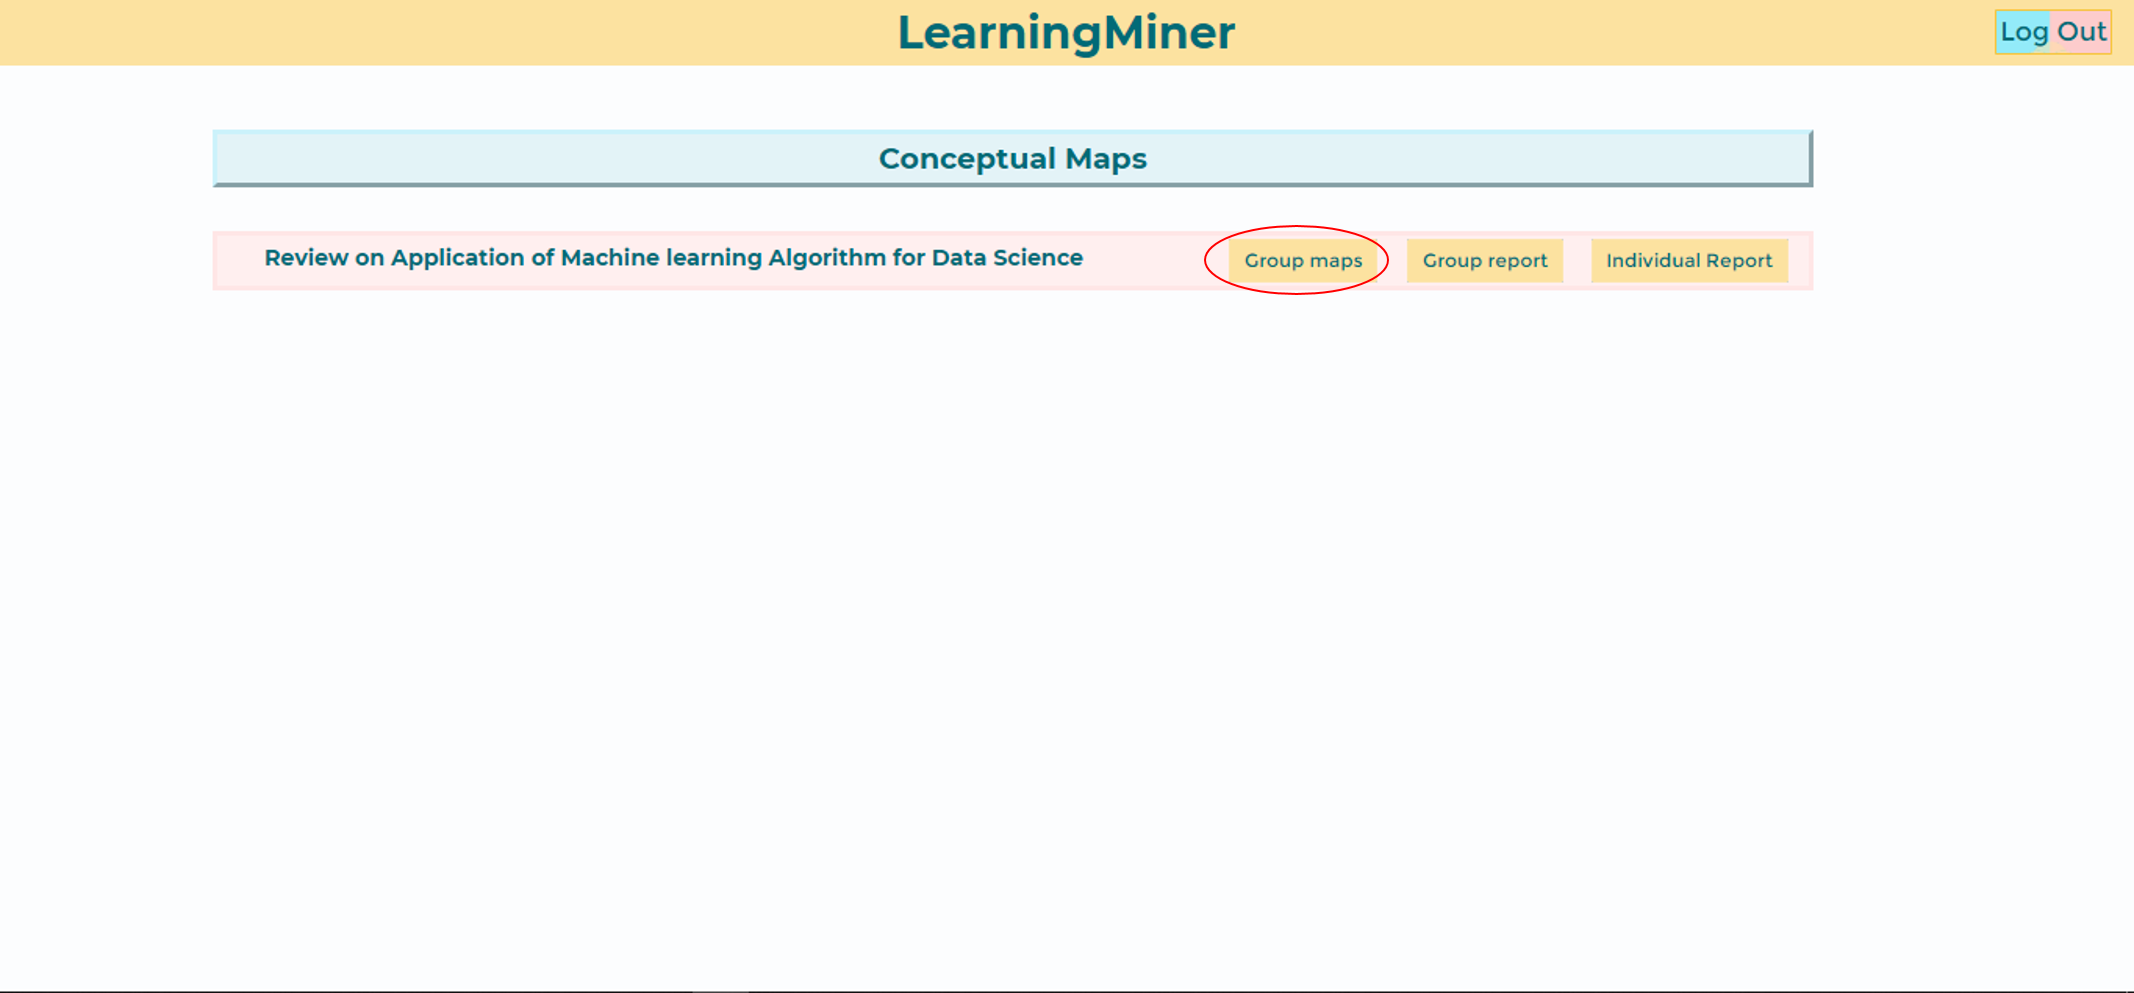 LearningMiner
Log Out
Conceptual Maps
Review on Application of Machine learning Algorithm for Data Science
Group maps
Group report
Individual Report